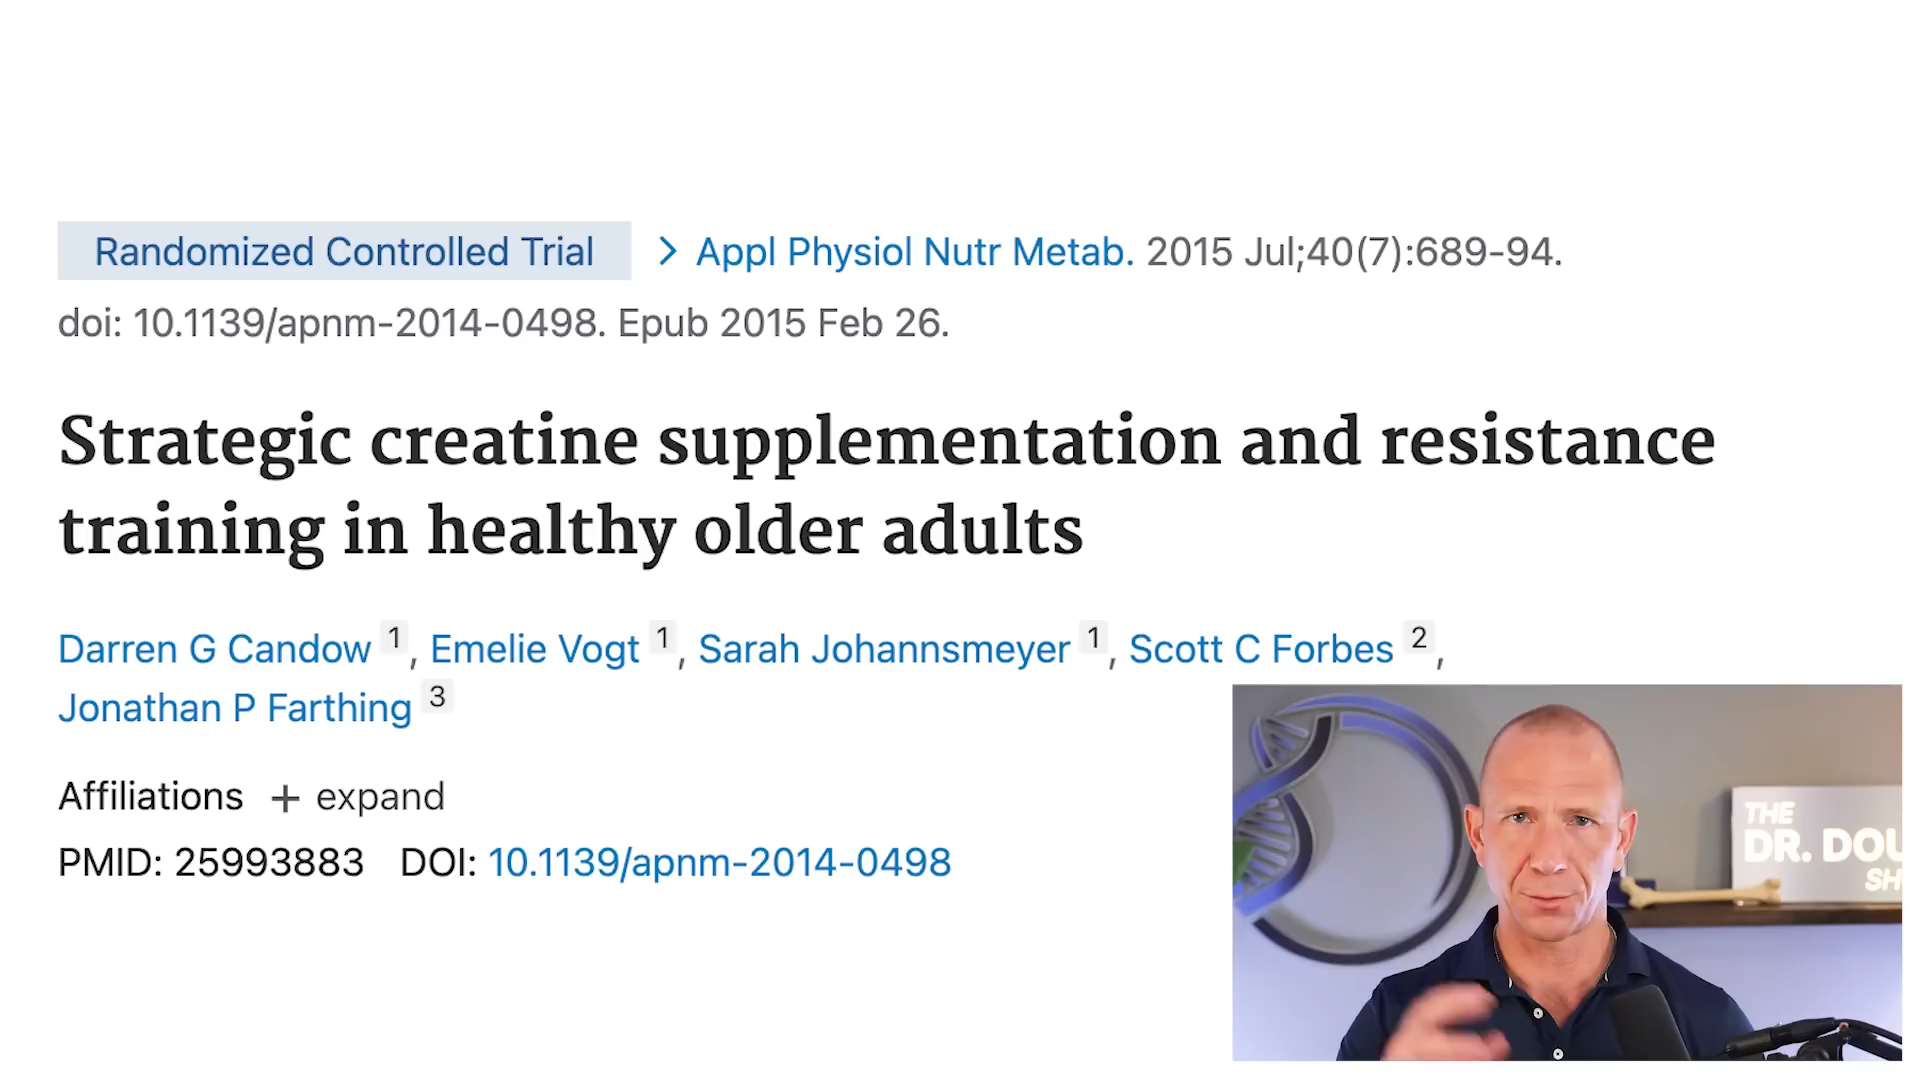 Randomized Controlled Trial > Appl Physiol Nutr Metab. 2015 Jul;40(7):689-94.
doi: 10.1139/apnm-2014-0498. Epub 2015 Feb 26.
Strategic creatine supplementation and resistance
training in healthy older adults
Darren G Candow 1, Emelie Vogt 1, Sarah Johannsmeyer 1, Scott C Forbes 2,
Jonathan P Farthing 3
Affiliations + expand
PMID: 25993883 DOI: 10.1139/apnm-2014-0498
THE
DR. DOU
SH